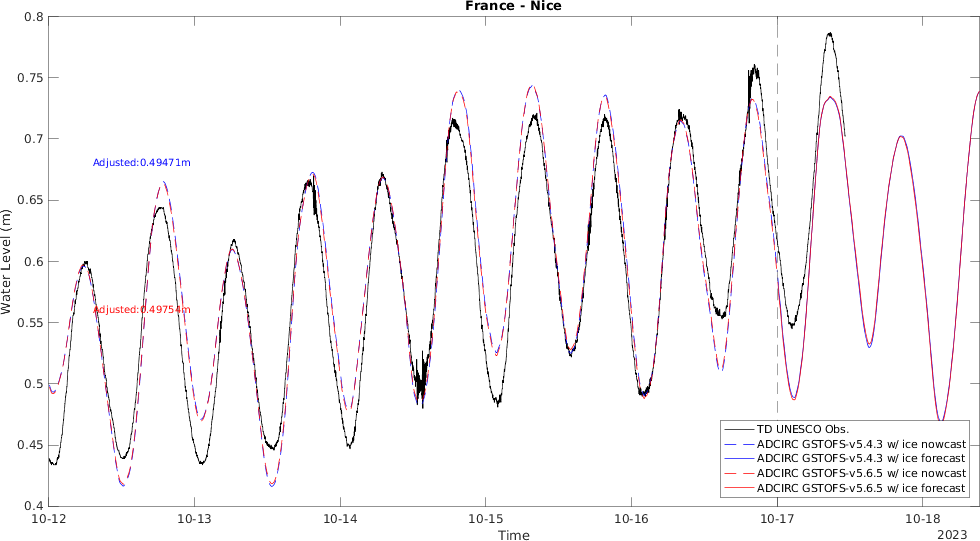 France - Nice
0.8
0.75
0.7
0.65
0.6
0.55
0.5
0.45
0.4
Water Level (m)
Adjusted:0.49471m
Adjusted:0.49754m
TD UNESCO Obs.
ADCIRC GSTOFS-v5.4.3 w/ ice nowcast
ADCIRC GSTOFS-v5.4.3 w/ ice forecast
ADCIRC GSTOFS-v5.6.5 w/ ice nowcast
ADCIRC GSTOFS-v5.6.5 w/ ice forecast
10-12 10-13 10-14 10-15 10-16 10-17 10-18
Time
2023